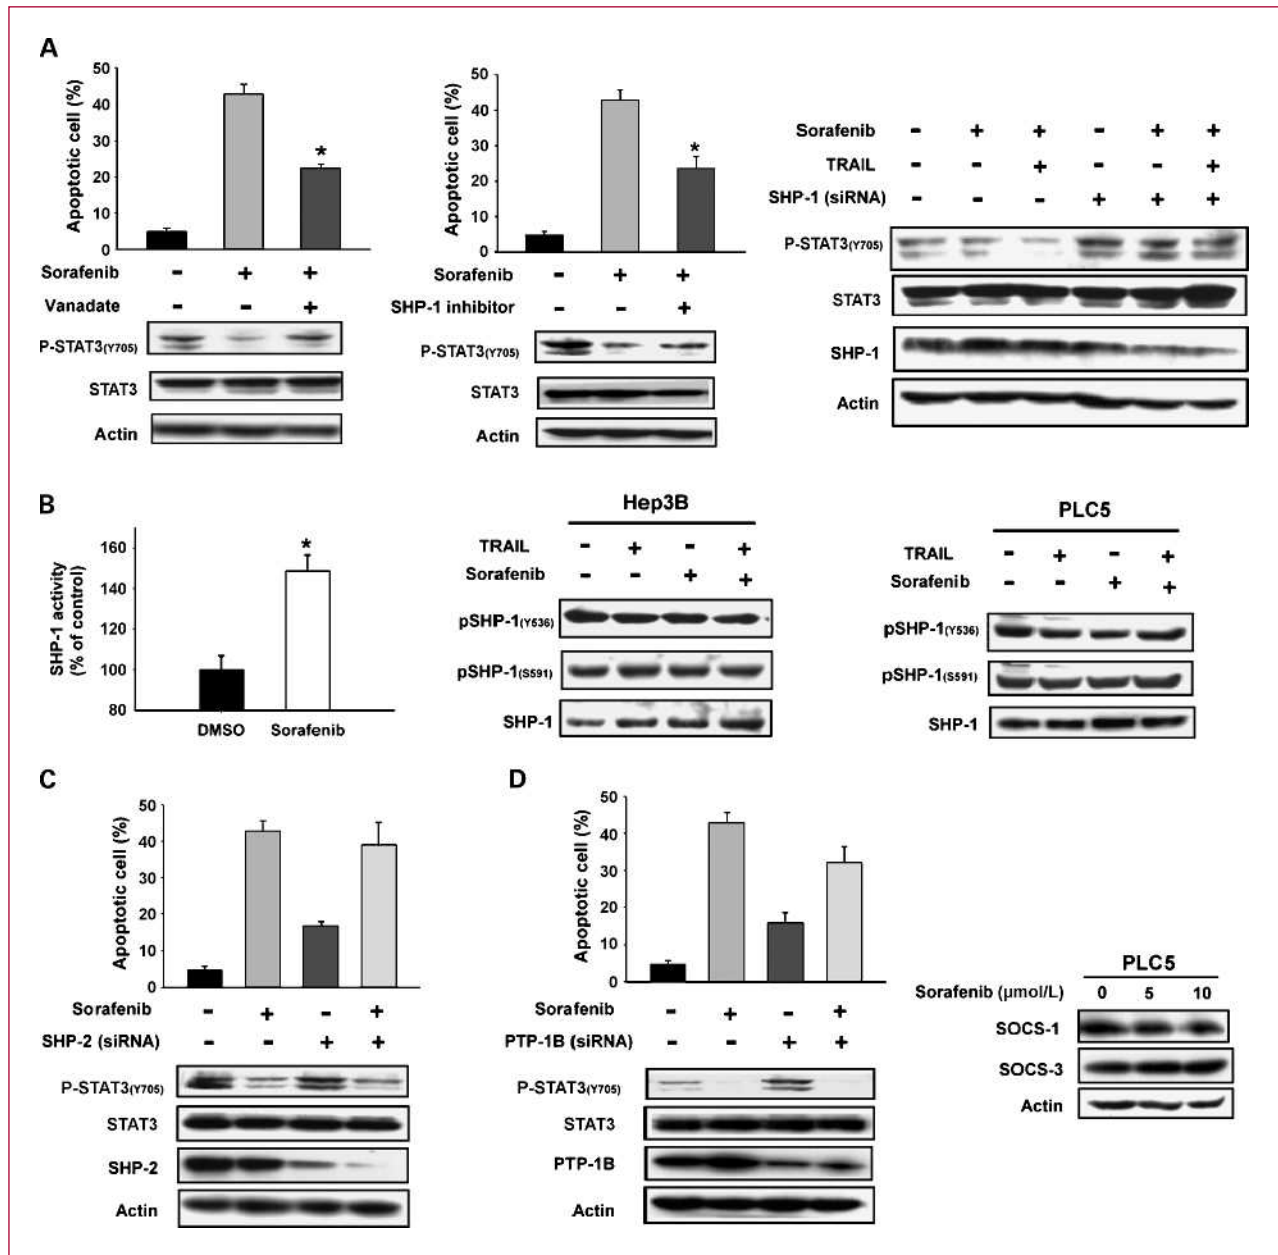 A
Apoptotic cell (%)
50
40
30
20
10
0
*
Sorafenib - + +
Vanadate - - +
P-STAT3(Y705)
STAT3
Actin
Apoptotic cell (%)
50
40
30
20
10
0
*
Sorafenib - + +
SHP-1 inhibitor - - +
P-STAT3(Y705)
STAT3
Actin
Sorafenib - + + - + +
TRAIL - - + - - +
SHP-1 (siRNA) - - - + + +
P-STAT3(Y705)
STAT3
SHP-1
Actin
B
SHP-1 activity
(% of control)
160
140
120
100
80
*
DMSO Sorafenib
Hep3B
TRAIL - + - +
Sorafenib - - + +
pSHP-1(Y536)
pSHP-1(S591)
SHP-1
PLC5
TRAIL - + - +
Sorafenib - - + +
pSHP-1(Y536)
pSHP-1(S591)
SHP-1
C
Apoptotic cell (%)
50
40
30
20
10
0
Sorafenib - + - +
SHP-2 (siRNA) - - + +
P-STAT3(Y705)
STAT3
SHP-2
Actin
D
Apoptotic cell (%)
50
40
30
20
10
0
Sorafenib - + - +
PTP-1B (siRNA) - - + +
P-STAT3(Y705)
STAT3
PTP-1B
Actin
PLC5
Sorafenib (μmol/L) 0 5 10
SOCS-1
SOCS-3
Actin